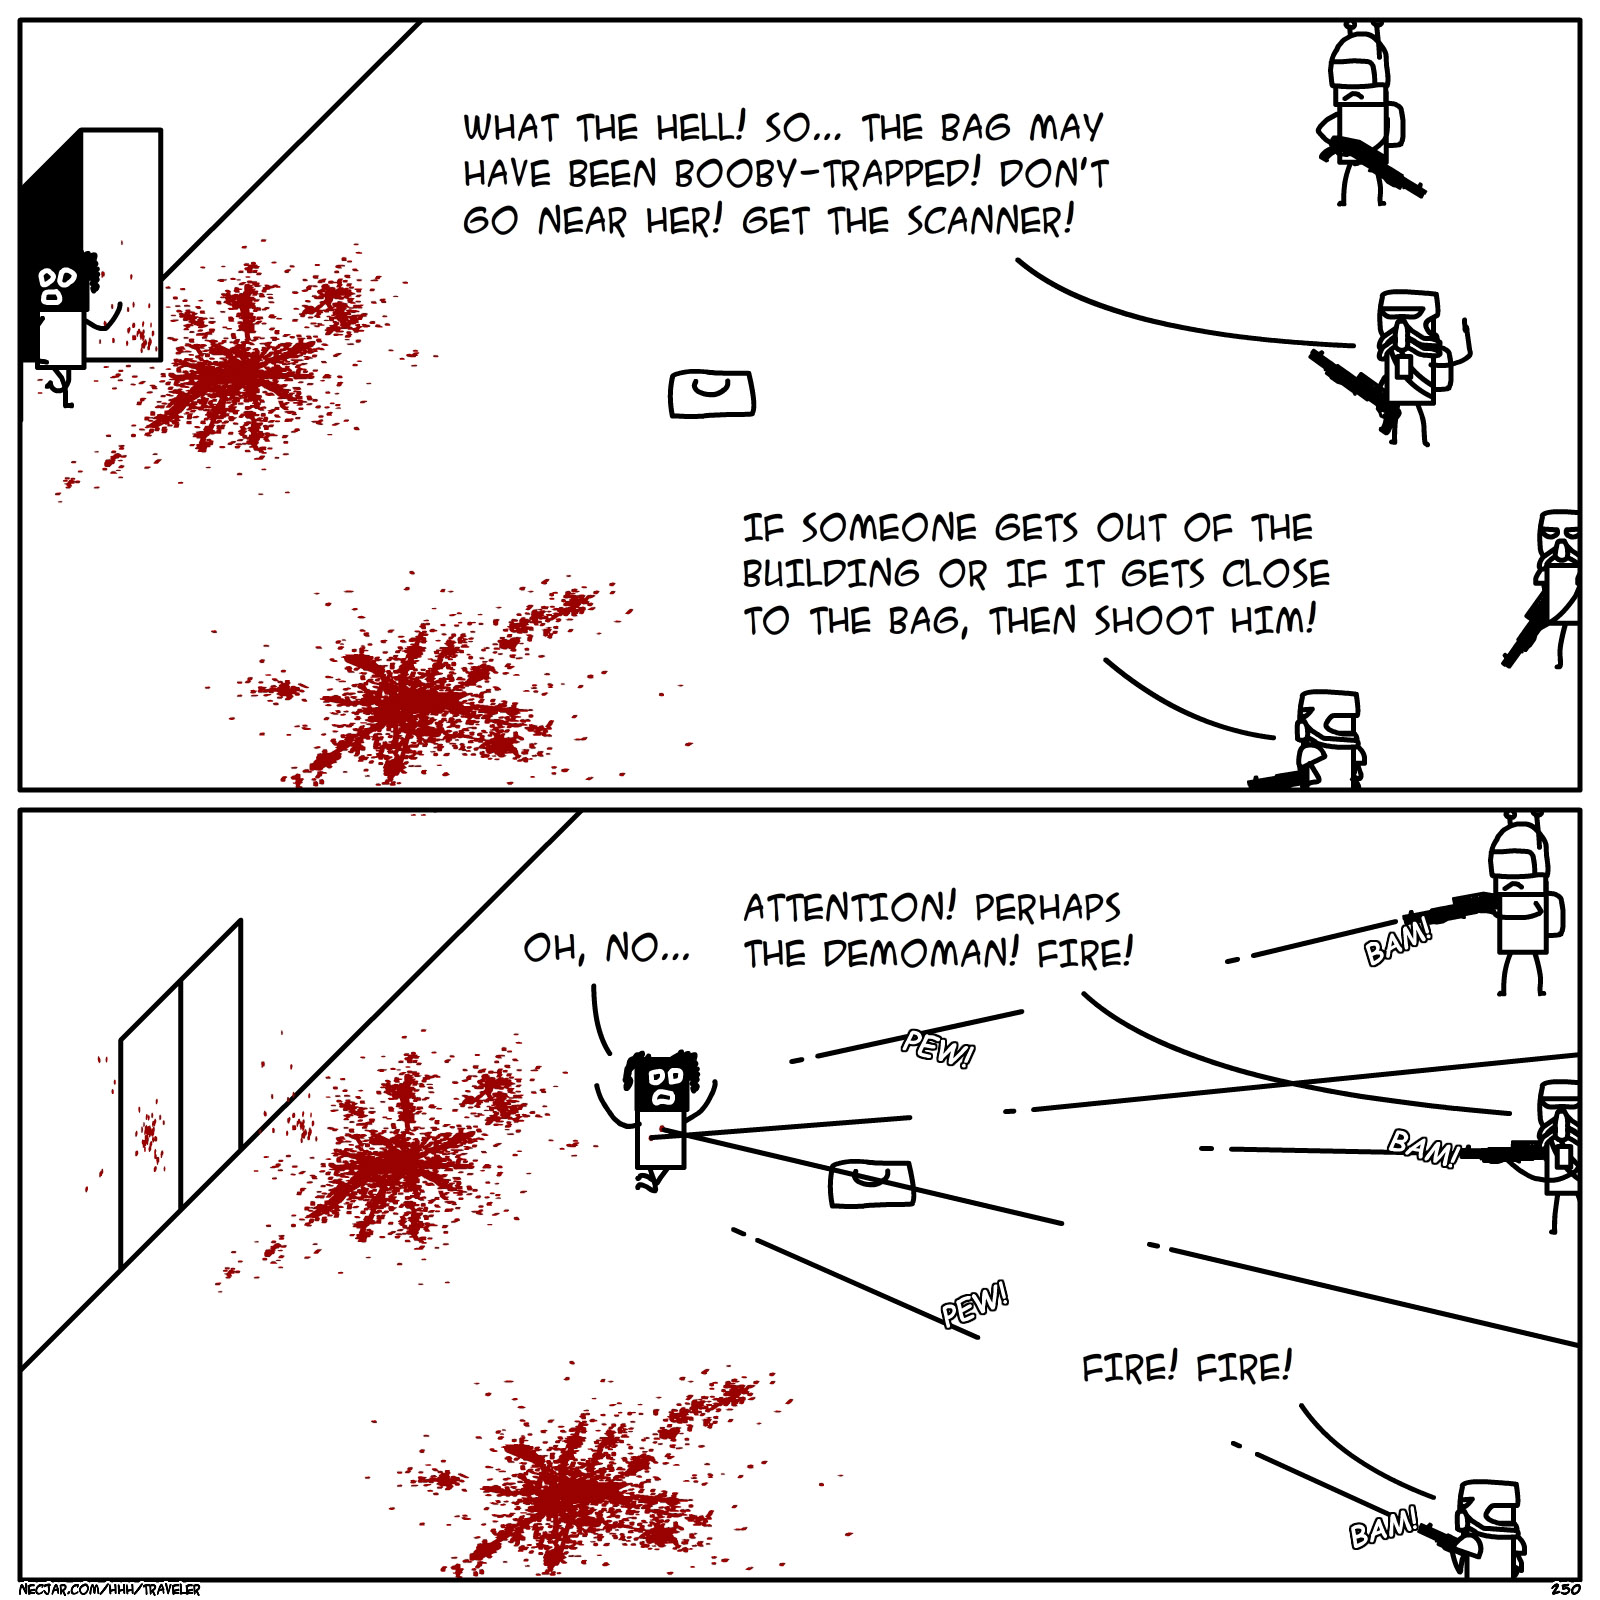 WHAT THE HELL! SO... THE BAG MAY
HAVE BEEN BOOBY-TRAPPED! DON'T
GO NEAR HER! GET THE SCANNER!
IF SOMEONE GETS OUT OF THE
BUILDING OR IF IT GETS CLOSE
TO THE BAG, THEN SHOOT HIM!
OH, NO...
ATTENTION! PERHAPS
THE DEMOMAN! FIRE!
BAM!
PEW!
BAM!
PEW!
FIRE! FIRE!
BAM!
NECJAR.COM/HHH/TRAVELER
250